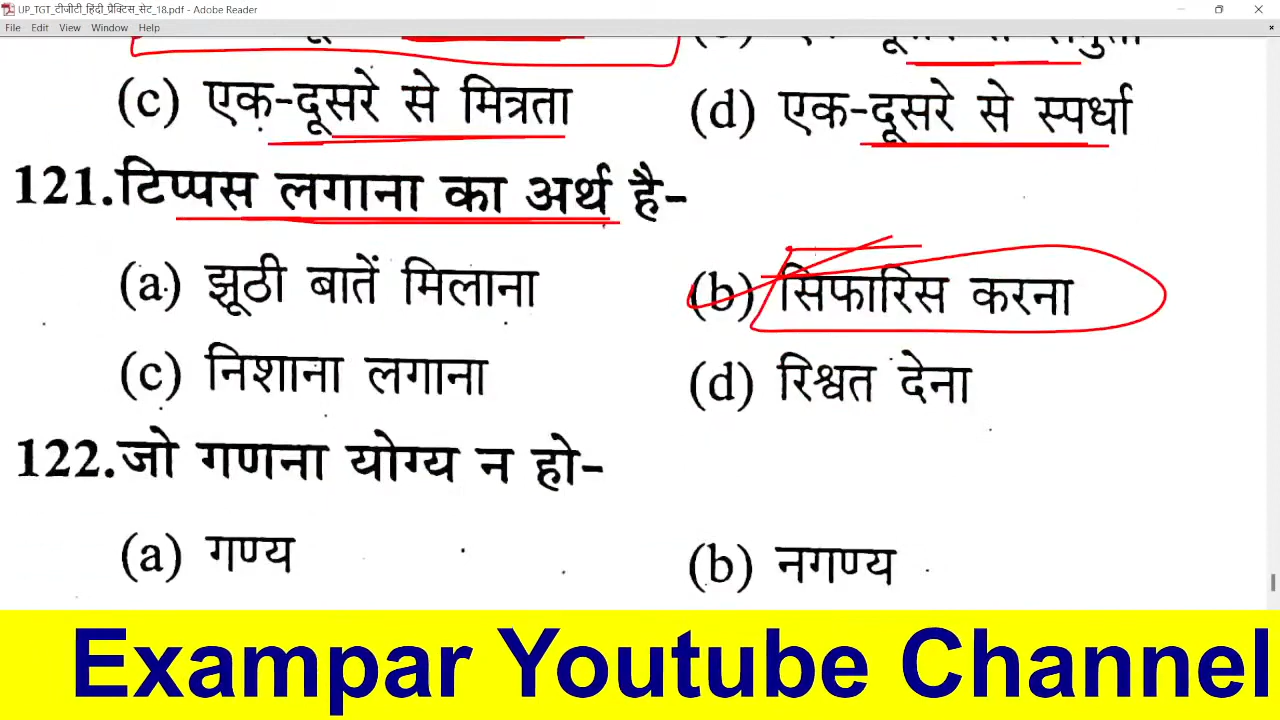 UP_TGT_टीजीटी_हिंदी_प्रैक्टिस_सेट_18.pdf - Adobe Reader
File Edit View Window Help
(c) एक-दूसरे से मित्रता (d) एक-दूसरे से स्पर्धा
121.टिप्पस लगाना का अर्थ है-
(a) झूठी बातें मिलाना (b) सिफारिस करना
(c) निशाना लगाना (d) रिश्वत देना
122.जो गणना योग्य न हो-
(a) गण्य (b) नगण्य
Exampar Youtube Channel